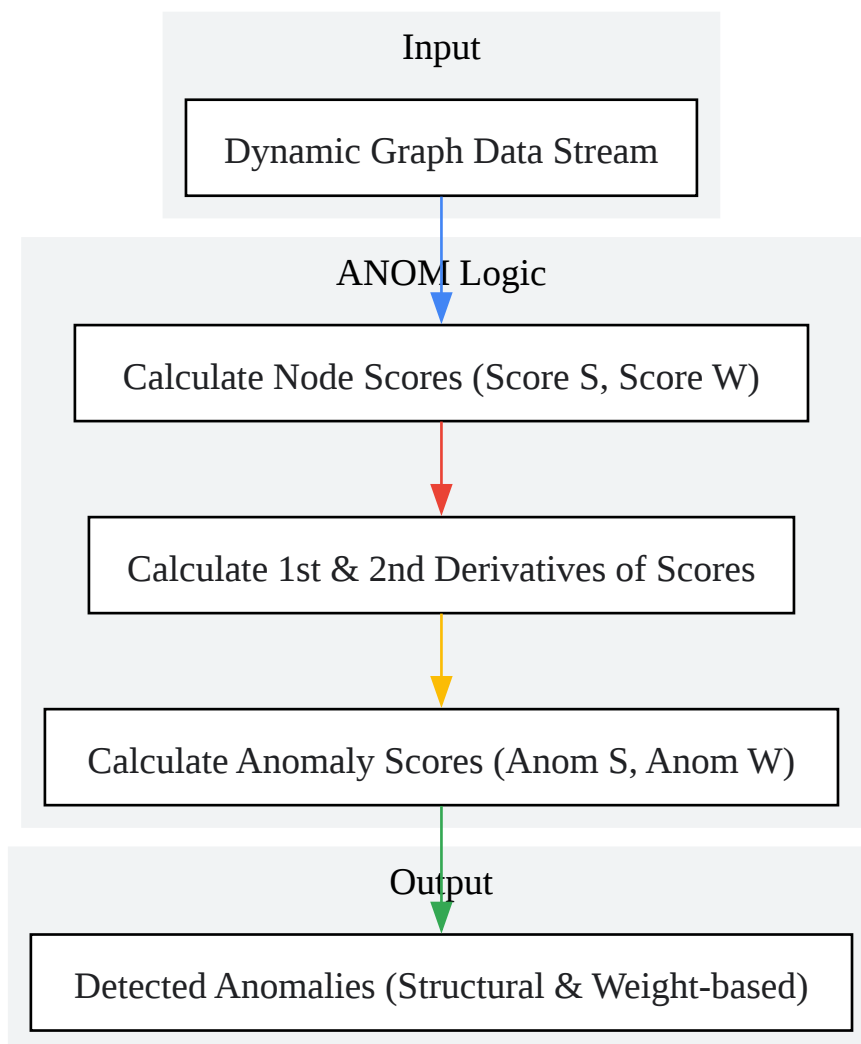 Input
Dynamic Graph Data Stream
ANOM Logic
Calculate Node Scores (Score S, Score W)
Calculate 1st & 2nd Derivatives of Scores
Calculate Anomaly Scores (Anom S, Anom W)
Output
Detected Anomalies (Structural & Weight-based)